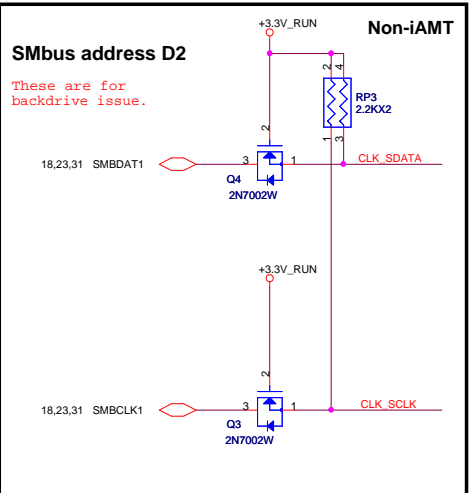 +3.3V_RUN
Non-iAMT
SMbus address D2
These are for
backdrive issue.
2
4
RP3
2.2KX2
2
1
3
18,23,31 SMBDAT1
3
1
CLK_SDATA
Q4
2N7002W
+3.3V_RUN
2
18,23,31 SMBCLK1
3
1
CLK_SCLK
Q3
2N7002W